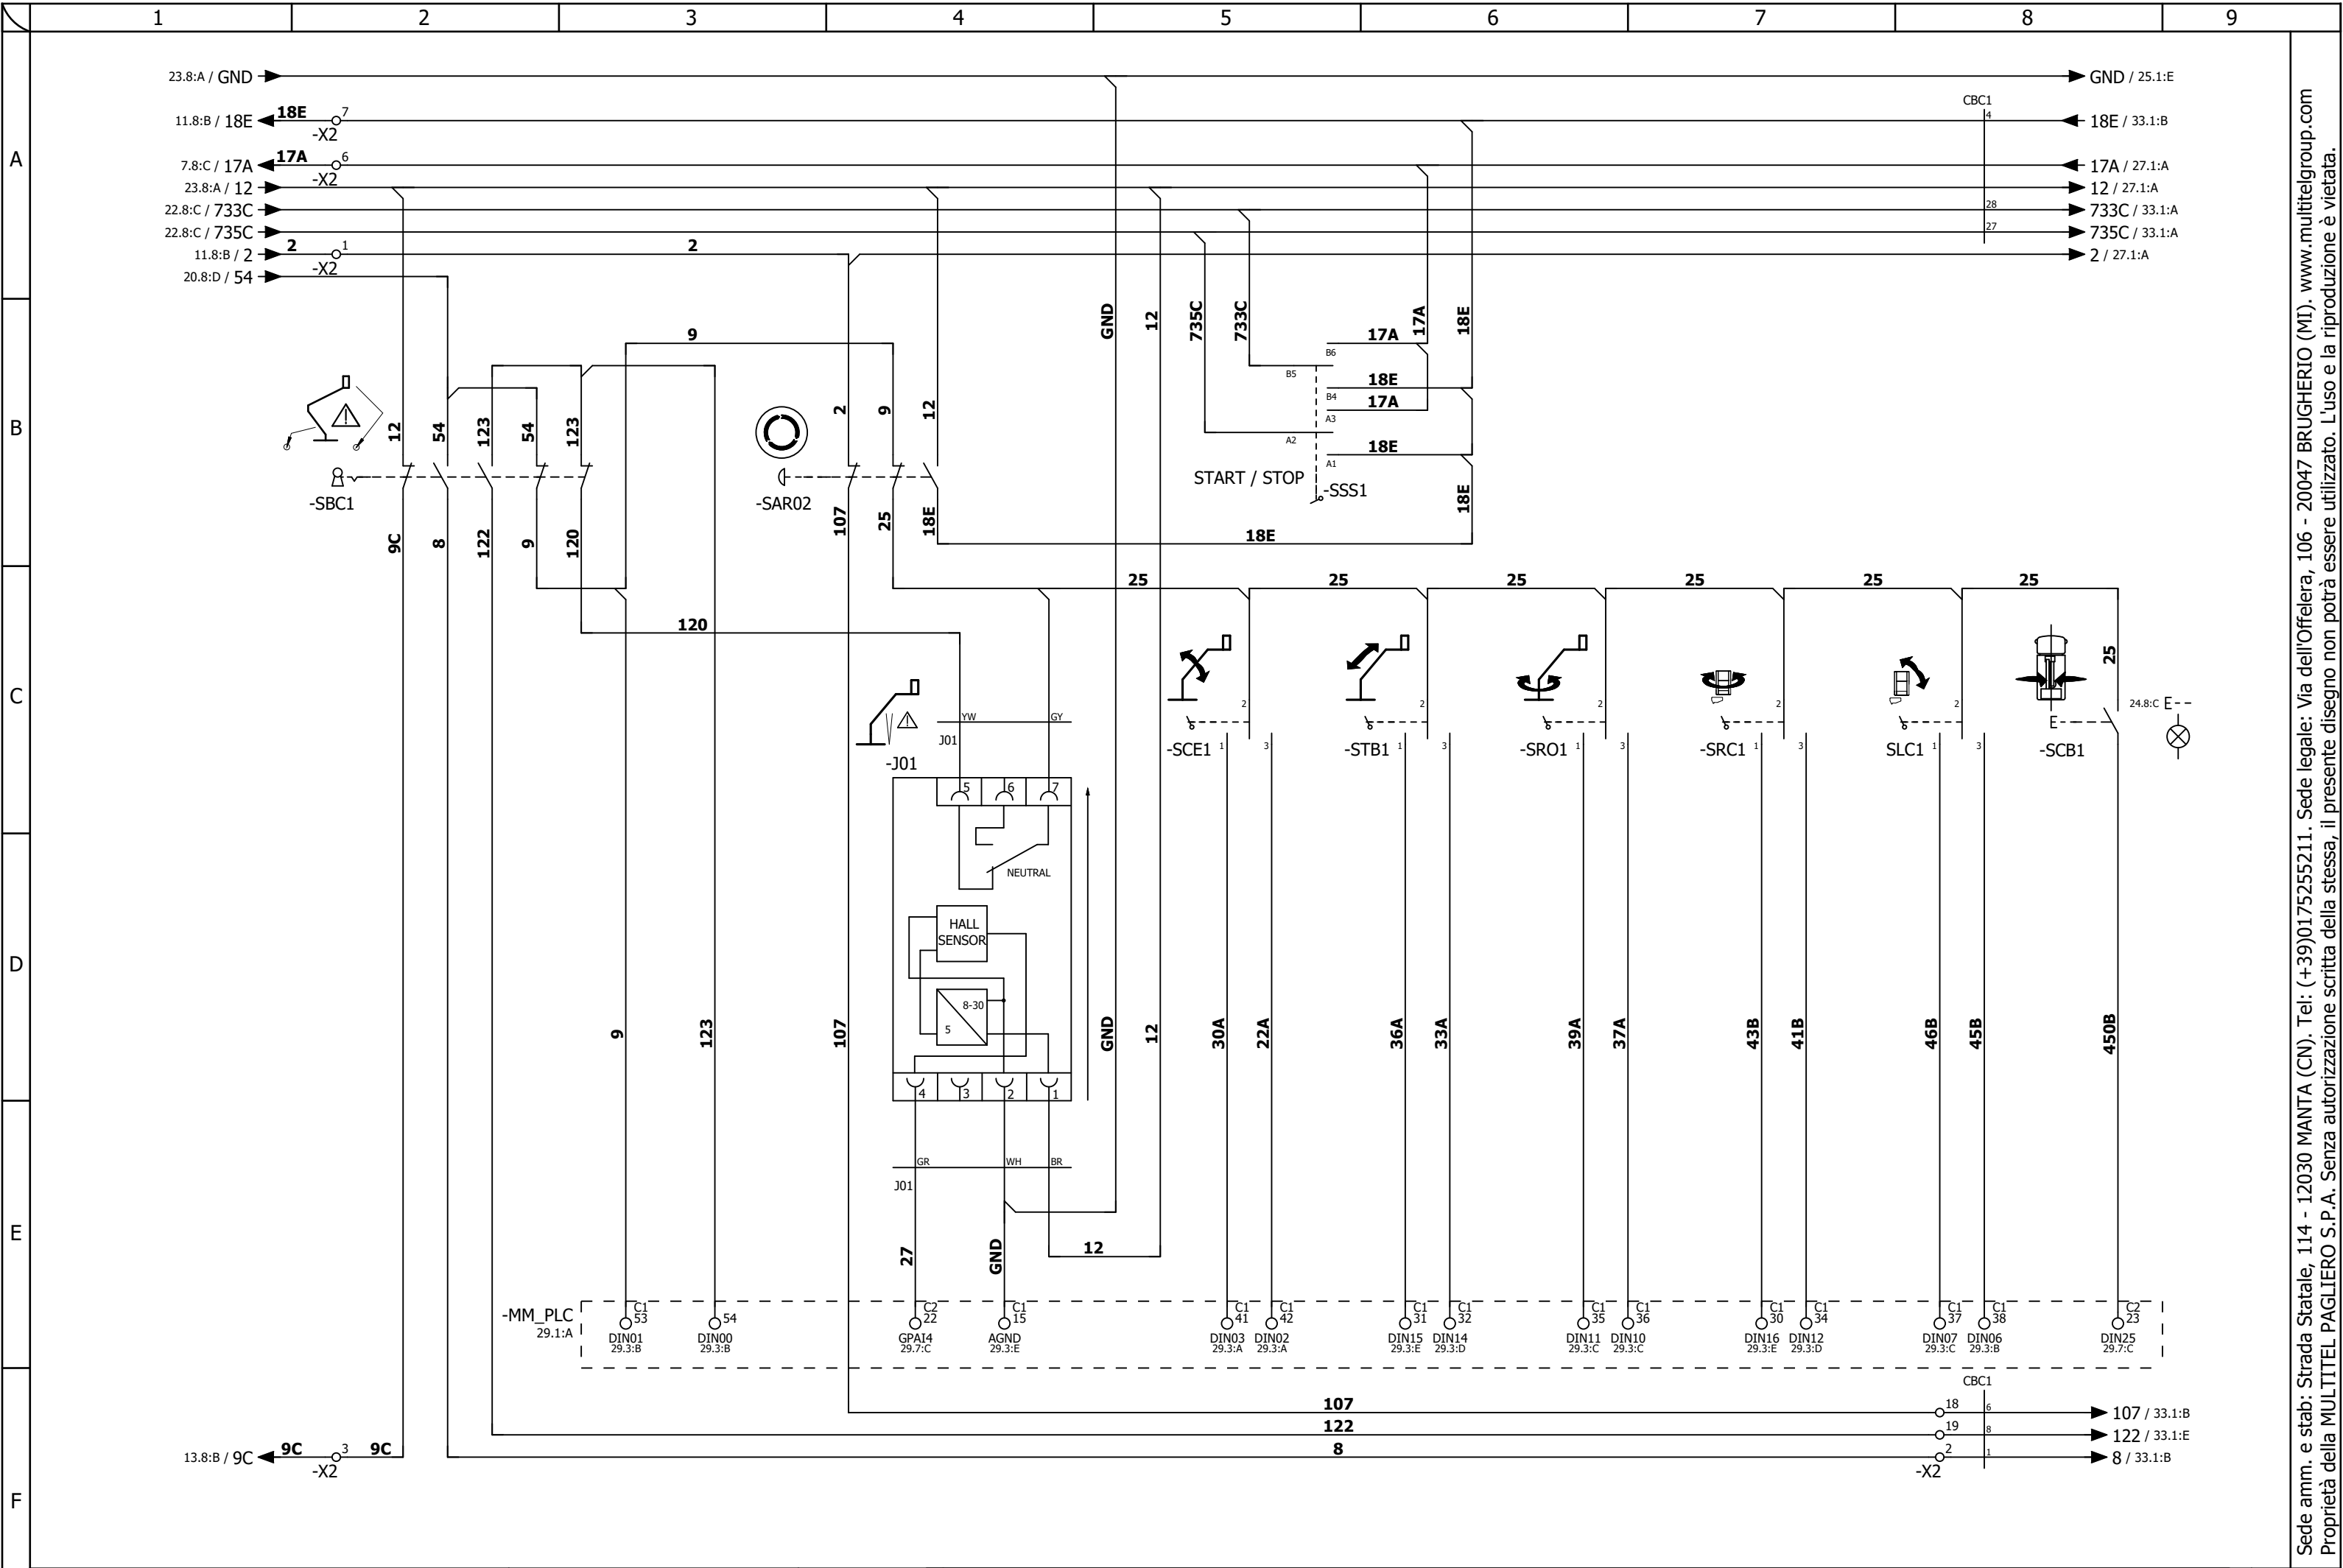 1 2 3 4 5 6 7 8 9
A
B
C
D
E
F
23.8:A / GND
GND / 25.1:E
11.8:B / 18E 18E 7
-X2
CBC1
4
18E / 33.1:B
7.8:C / 17A 17A 6
-X2
17A / 27.1:A
23.8:A / 12
12 / 27.1:A
22.8:C / 733C
28
733C / 33.1:A
22.8:C / 735C
27
735C / 33.1:A
11.8:B / 2 2 1 2
-X2
2 / 27.1:A
20.8:D / 54
GND 12 735C 733C 17A 18E
9
17A
B6
B5
18E
B4
17A
A3
A2
18E
A1
12 54 123 54 123
2 9 12
START / STOP
-SSS1
-SBC1
-SAR02
9C 8 122 9 120
107 25 18E
18E
18E
25 25 25 25 25 25
120
25
YW GY
J01
-J01
2 2 2 2 2
-SCE1 1 3
-STB1 1 3
-SRO1 1 3
-SRC1 1 3
SLC1 1 3
E
-SCB1
24.8:C E
5 6 7
NEUTRAL
HALL
SENSOR
8-30
5
4 3 2 1
9 123 107 GND 12 30A 22A 36A 33A 39A 37A 43B 41B 46B 45B 450B
GR WH BR
J01
27 GND 12
-MM_PLC
29.1:A
C1 53 DIN01 29.3:B
54 DIN00 29.3:B
C2 22 GPAI4 29.7:C
C1 15 AGND 29.3:E
C1 41 DIN03 29.3:A
C1 42 DIN02 29.3:A
C1 31 DIN15 29.3:E
C1 32 DIN14 29.3:D
C1 35 DIN11 29.3:C
C1 36 DIN10 29.3:C
C1 30 DIN16 29.3:E
C1 34 DIN12 29.3:D
C1 37 DIN07 29.3:C
C1 38 DIN06 29.3:B
C2 23 DIN25 29.7:C
CBC1
107 18 6 107 / 33.1:B
122 19 8 122 / 33.1:E
13.8:B / 9C 9C 3 9C
-X2
8 2 1 8 / 33.1:B
-X2
Sede amm. e stab: Strada Statale, 114 - 12030 MANTA (CN). Tel: (+39)0175255211. Sede legale: Via dell'Offelera, 106 - 20047 BRUGHERIO (MI). www.multitelgroup.com
Proprietà della MULTITEL PAGLIERO S.P.A. Senza autorizzazione scritta della stessa, il presente disegno non potrà essere utilizzato. L'uso e la riproduzione è vietata.